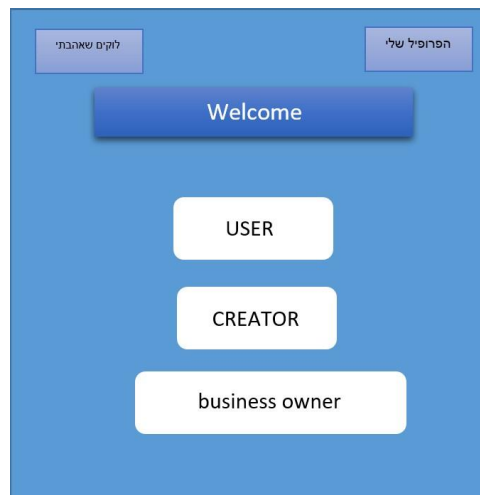 הפרופיל שלי
לוקים שאהבתי
Welcome
USER
CREATOR
business owner